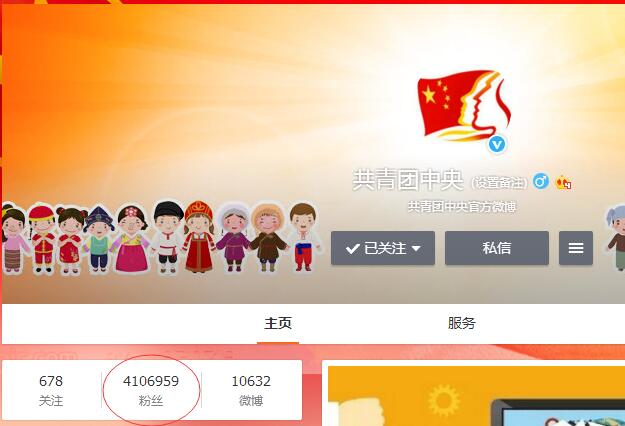 共青团中央 (设置备注)
共青团中央官方微博
已关注
私信
主页
服务
678
关注
4106959
粉丝
10632
微博